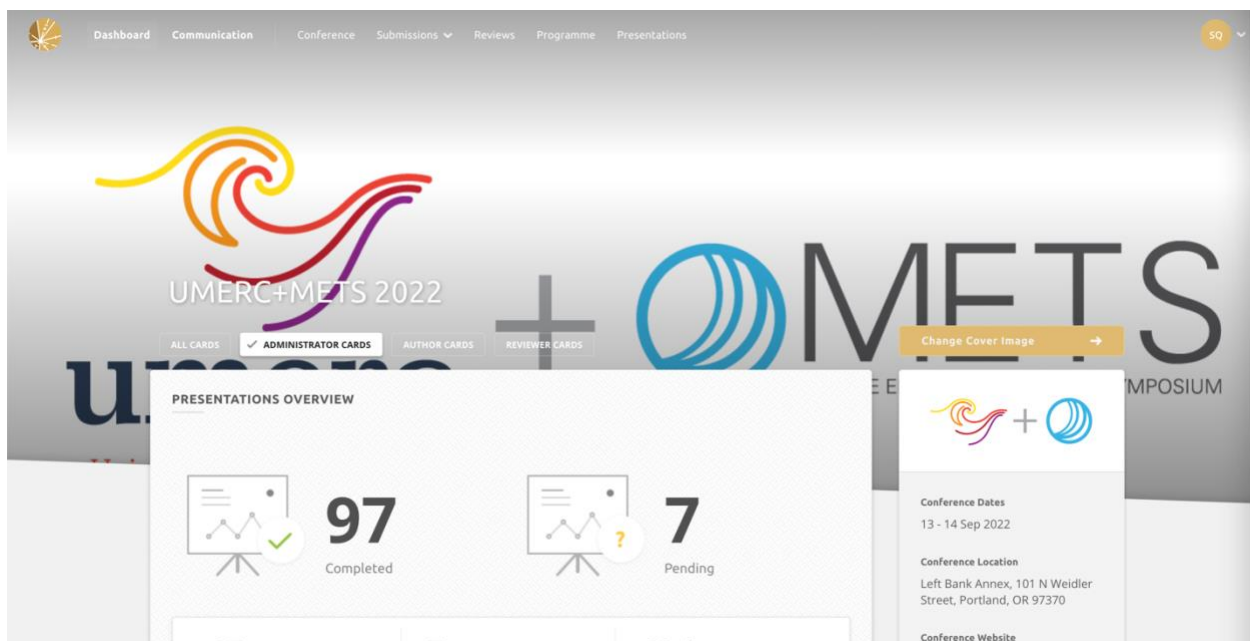 Dashboard Communication Conference Submissions Reviews Programme Presentations SQ
UMERC+METS 2022
METS
ALL CARDS ADMINISTRATOR CARDS AUTHOR CARDS REVIEWER CARDS
Change Cover Image
PRESENTATIONS OVERVIEW
97
Completed
?
7
Pending
Conference Dates
13 - 14 Sep 2022
Conference Location
Left Bank Annex, 101 N Weidler
Street, Portland, OR 97370
Conference Website